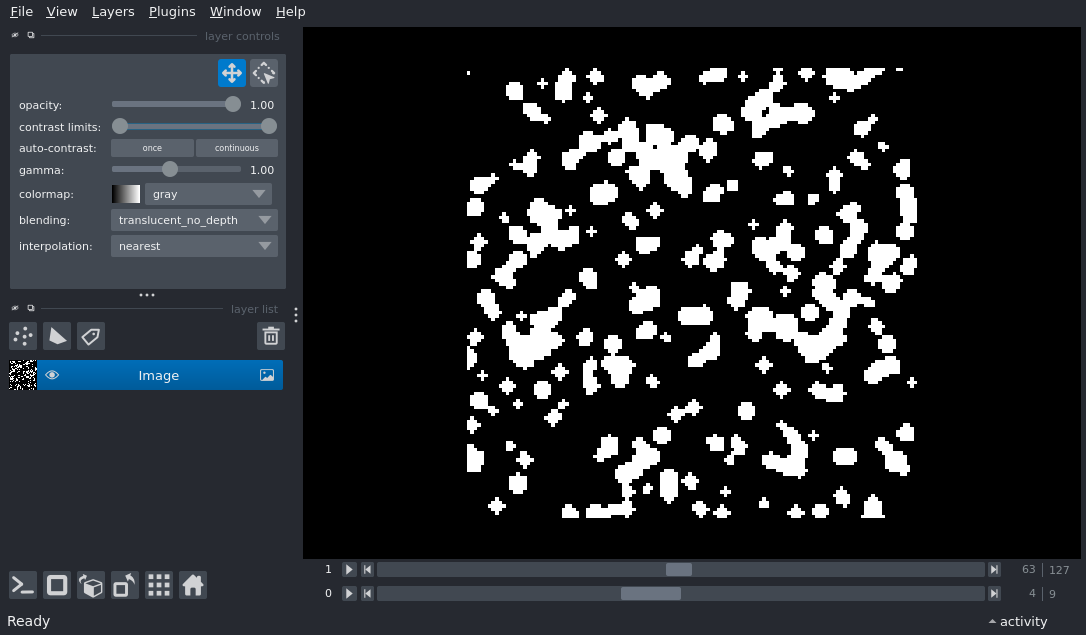 File View Layers Plugins Window Help
layer controls
opacity: 1.00
contrast limits:
auto-contrast: once continuous
gamma: 1.00
colormap: gray
blending: translucent_no_depth
interpolation: nearest
layer list
Image
1 63 127
0 4 9
Ready activity